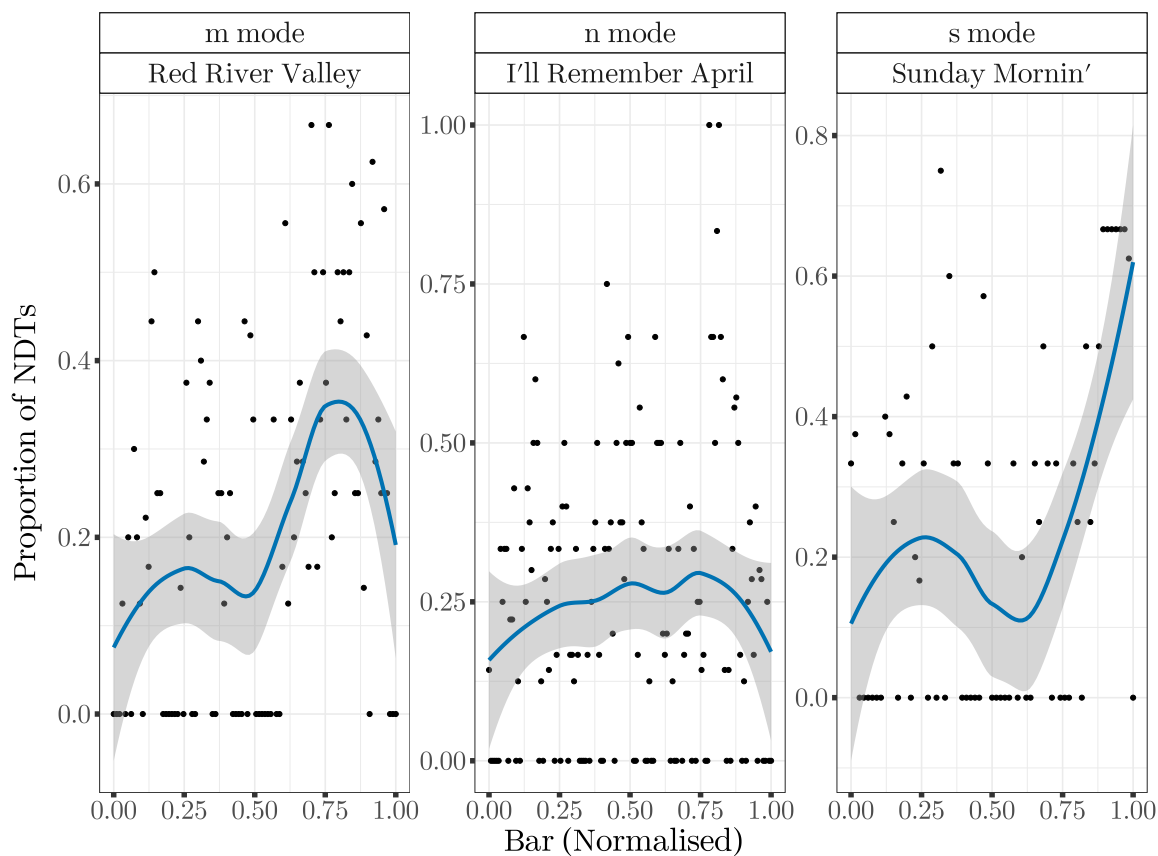 m mode
n mode
s mode
Red River Valley
I′ll Remember April
Sunday Mornin′
Proportion of NDTs
0.6
0.4
0.2
0.0
1.00
0.75
0.50
0.25
0.00
0.8
0.6
0.4
0.2
0.0
0.00 0.25 0.50 0.75 1.00
0.00 0.25 0.50 0.75 1.00
0.00 0.25 0.50 0.75 1.00
Bar (Normalised)